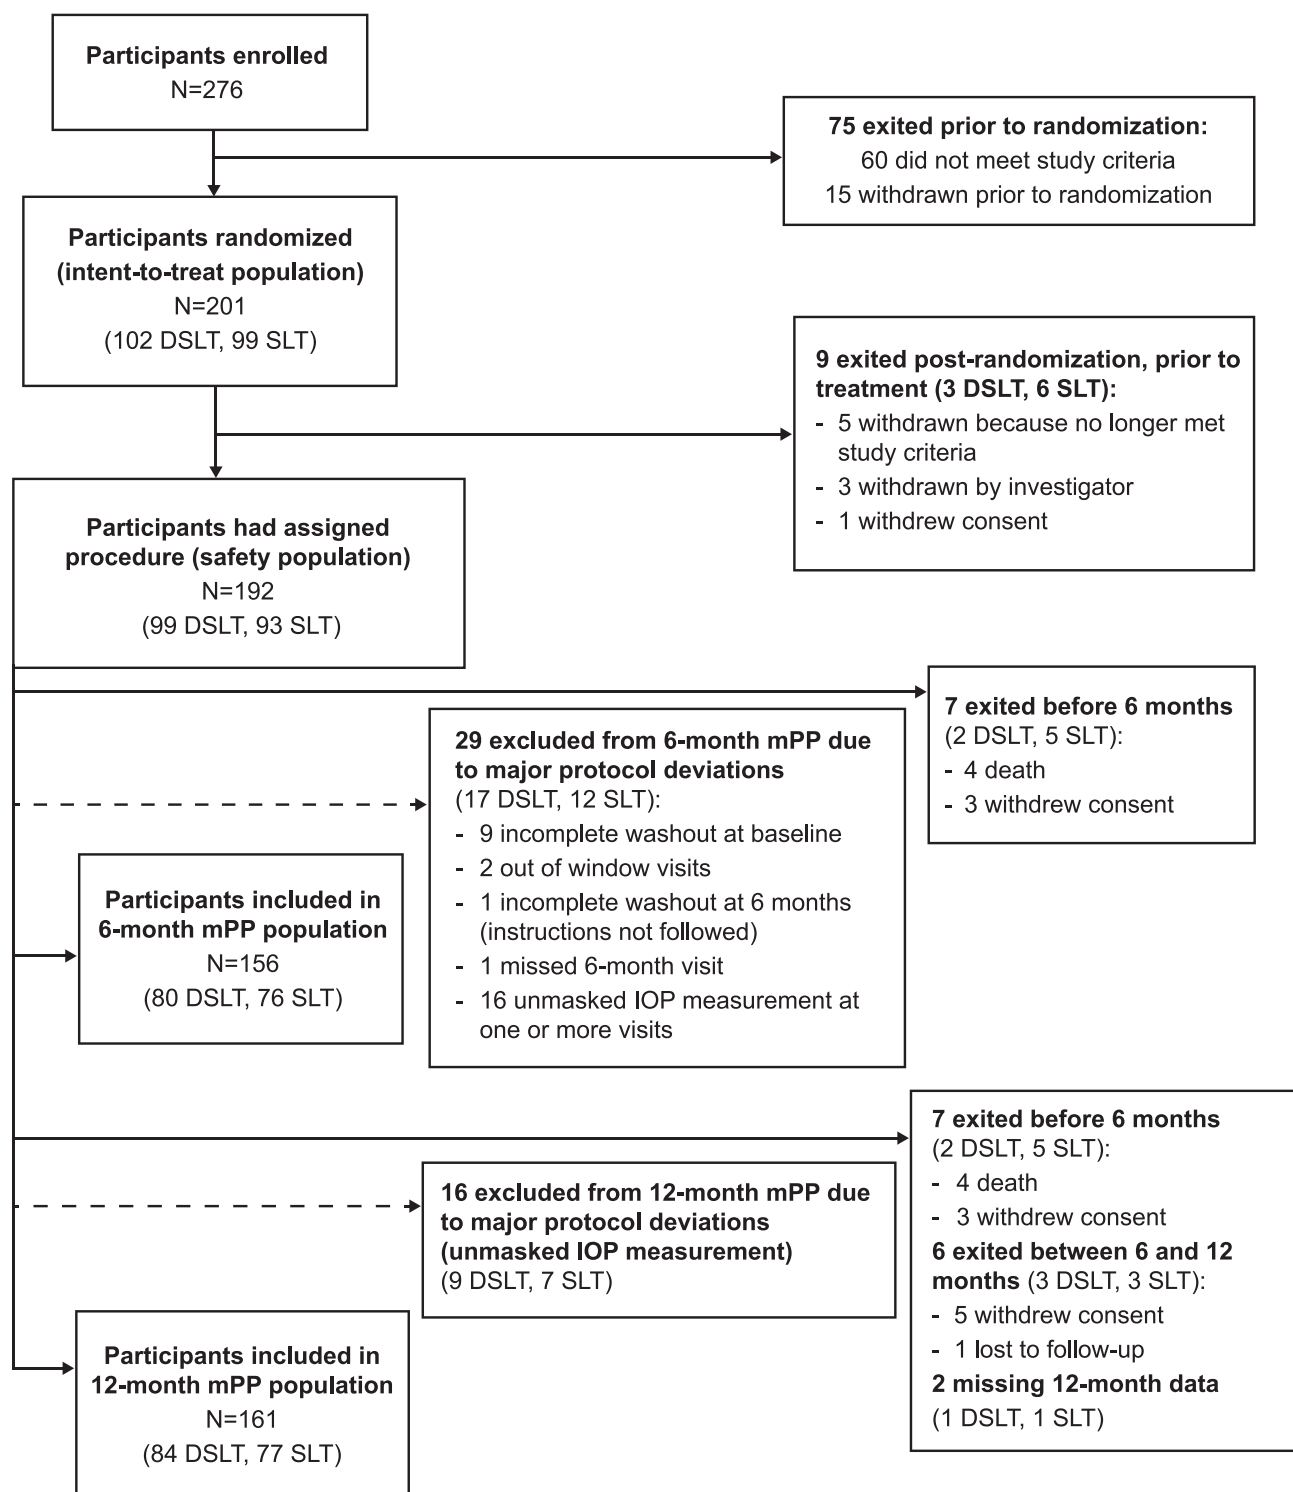 Participants enrolled
N=276
75 exited prior to randomization:
60 did not meet study criteria
15 withdrawn prior to randomization
Participants randomized
(intent-to-treat population)
N=201
(102 DSLT, 99 SLT)
9 exited post-randomization, prior to
treatment (3 DSLT, 6 SLT):
- 5 withdrawn because no longer met
study criteria
- 3 withdrawn by investigator
- 1 withdrew consent
Participants had assigned
procedure (safety population)
N=192
(99 DSLT, 93 SLT)
7 exited before 6 months
(2 DSLT, 5 SLT):
- 4 death
- 3 withdrew consent
29 excluded from 6-month mPP due
to major protocol deviations
(17 DSLT, 12 SLT):
- 9 incomplete washout at baseline
- 2 out of window visits
- 1 incomplete washout at 6 months
(instructions not followed)
- 1 missed 6-month visit
- 16 unmasked IOP measurement at
one or more visits
Participants included in
6-month mPP population
N=156
(80 DSLT, 76 SLT)
7 exited before 6 months
(2 DSLT, 5 SLT):
- 4 death
- 3 withdrew consent
6 exited between 6 and 12
months (3 DSLT, 3 SLT):
- 5 withdrew consent
- 1 lost to follow-up
2 missing 12-month data
(1 DSLT, 1 SLT)
16 excluded from 12-month mPP due
to major protocol deviations
(unmasked IOP measurement)
(9 DSLT, 7 SLT)
Participants included in
12-month mPP population
N=161
(84 DSLT, 77 SLT)